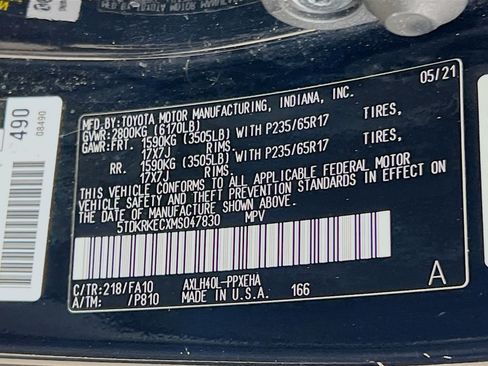 490
08490
05/21
MFD.BY: TOYOTA MOTOR MANUFACTURING, INDIANA, INC.
GVWR: 2800KG (6170LB)
GAWR: FRT. 1590KG (3505LB) WITH P235/65R17 TIRES,
17X7J RIMS.
RR. 1590KG (3505LB) WITH P235/65R17 TIRES,
17X7J RIMS.
THIS VEHICLE CONFORMS TO ALL APPLICABLE FEDERAL MOTOR
VEHICLE SAFETY AND THEFT PREVENTION STANDARDS IN EFFECT
ON THE DATE OF MANUFACTURE SHOWN ABOVE.
5TDKRKECXMS047830 MPV
C/TR: 218/FA10 AXLH40L-PPXEHA
A/TM: /P810 MADE IN U.S.A. 166 A